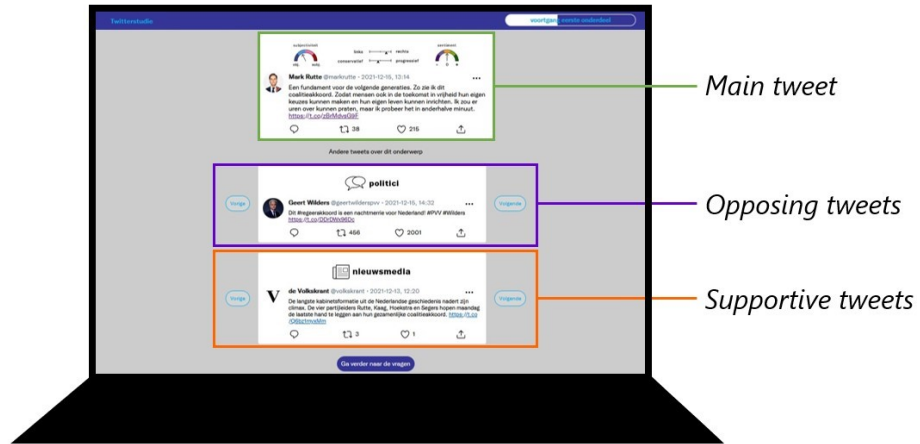 Twitterstudio
voortgang eerste onderdeel
subjectiviteit
sentiment
links
rechts
conservatief
progressief
obj.
subj.
- 0 +
Mark Rutte @markrutte · 2021-12-15, 13:14
Een fundament voor de volgende generaties. Zo zie ik dit
coalitieakkoord. Zodat mensen ook in de toekomst in vrijheid hun eigen
keuzes kunnen maken en hun eigen leven kunnen inrichten. Ik zou er
uren over kunnen praten, maar ik probeer het in anderhalve minuut.
38
215
Main tweet
Andere tweets over dit onderwerp
politici
Vorige
Geert Wilders @geertwilderspvv · 2021-12-15, 14:22
Volgende
Dit #regeerakkoord is een nachtmerrie voor Nederland! #PVV #Wilders
466
2001
Opposing tweets
nieuwsmedia
Vorige
V
de Volkskrant @volkskrant · 2021-12-13, 12:20
Volgende
De langste kabinetsformatie uit de Nederlandse geschiedenis nadert zijn
climax. De vier partijleiders Rutte, Kaag, Hoekstra en Segers hopen maandag
de laatste hand te leggen aan hun gezamenlijke coalitieakkoord.
3
1
Supportive tweets
Ga verder naar de vragen